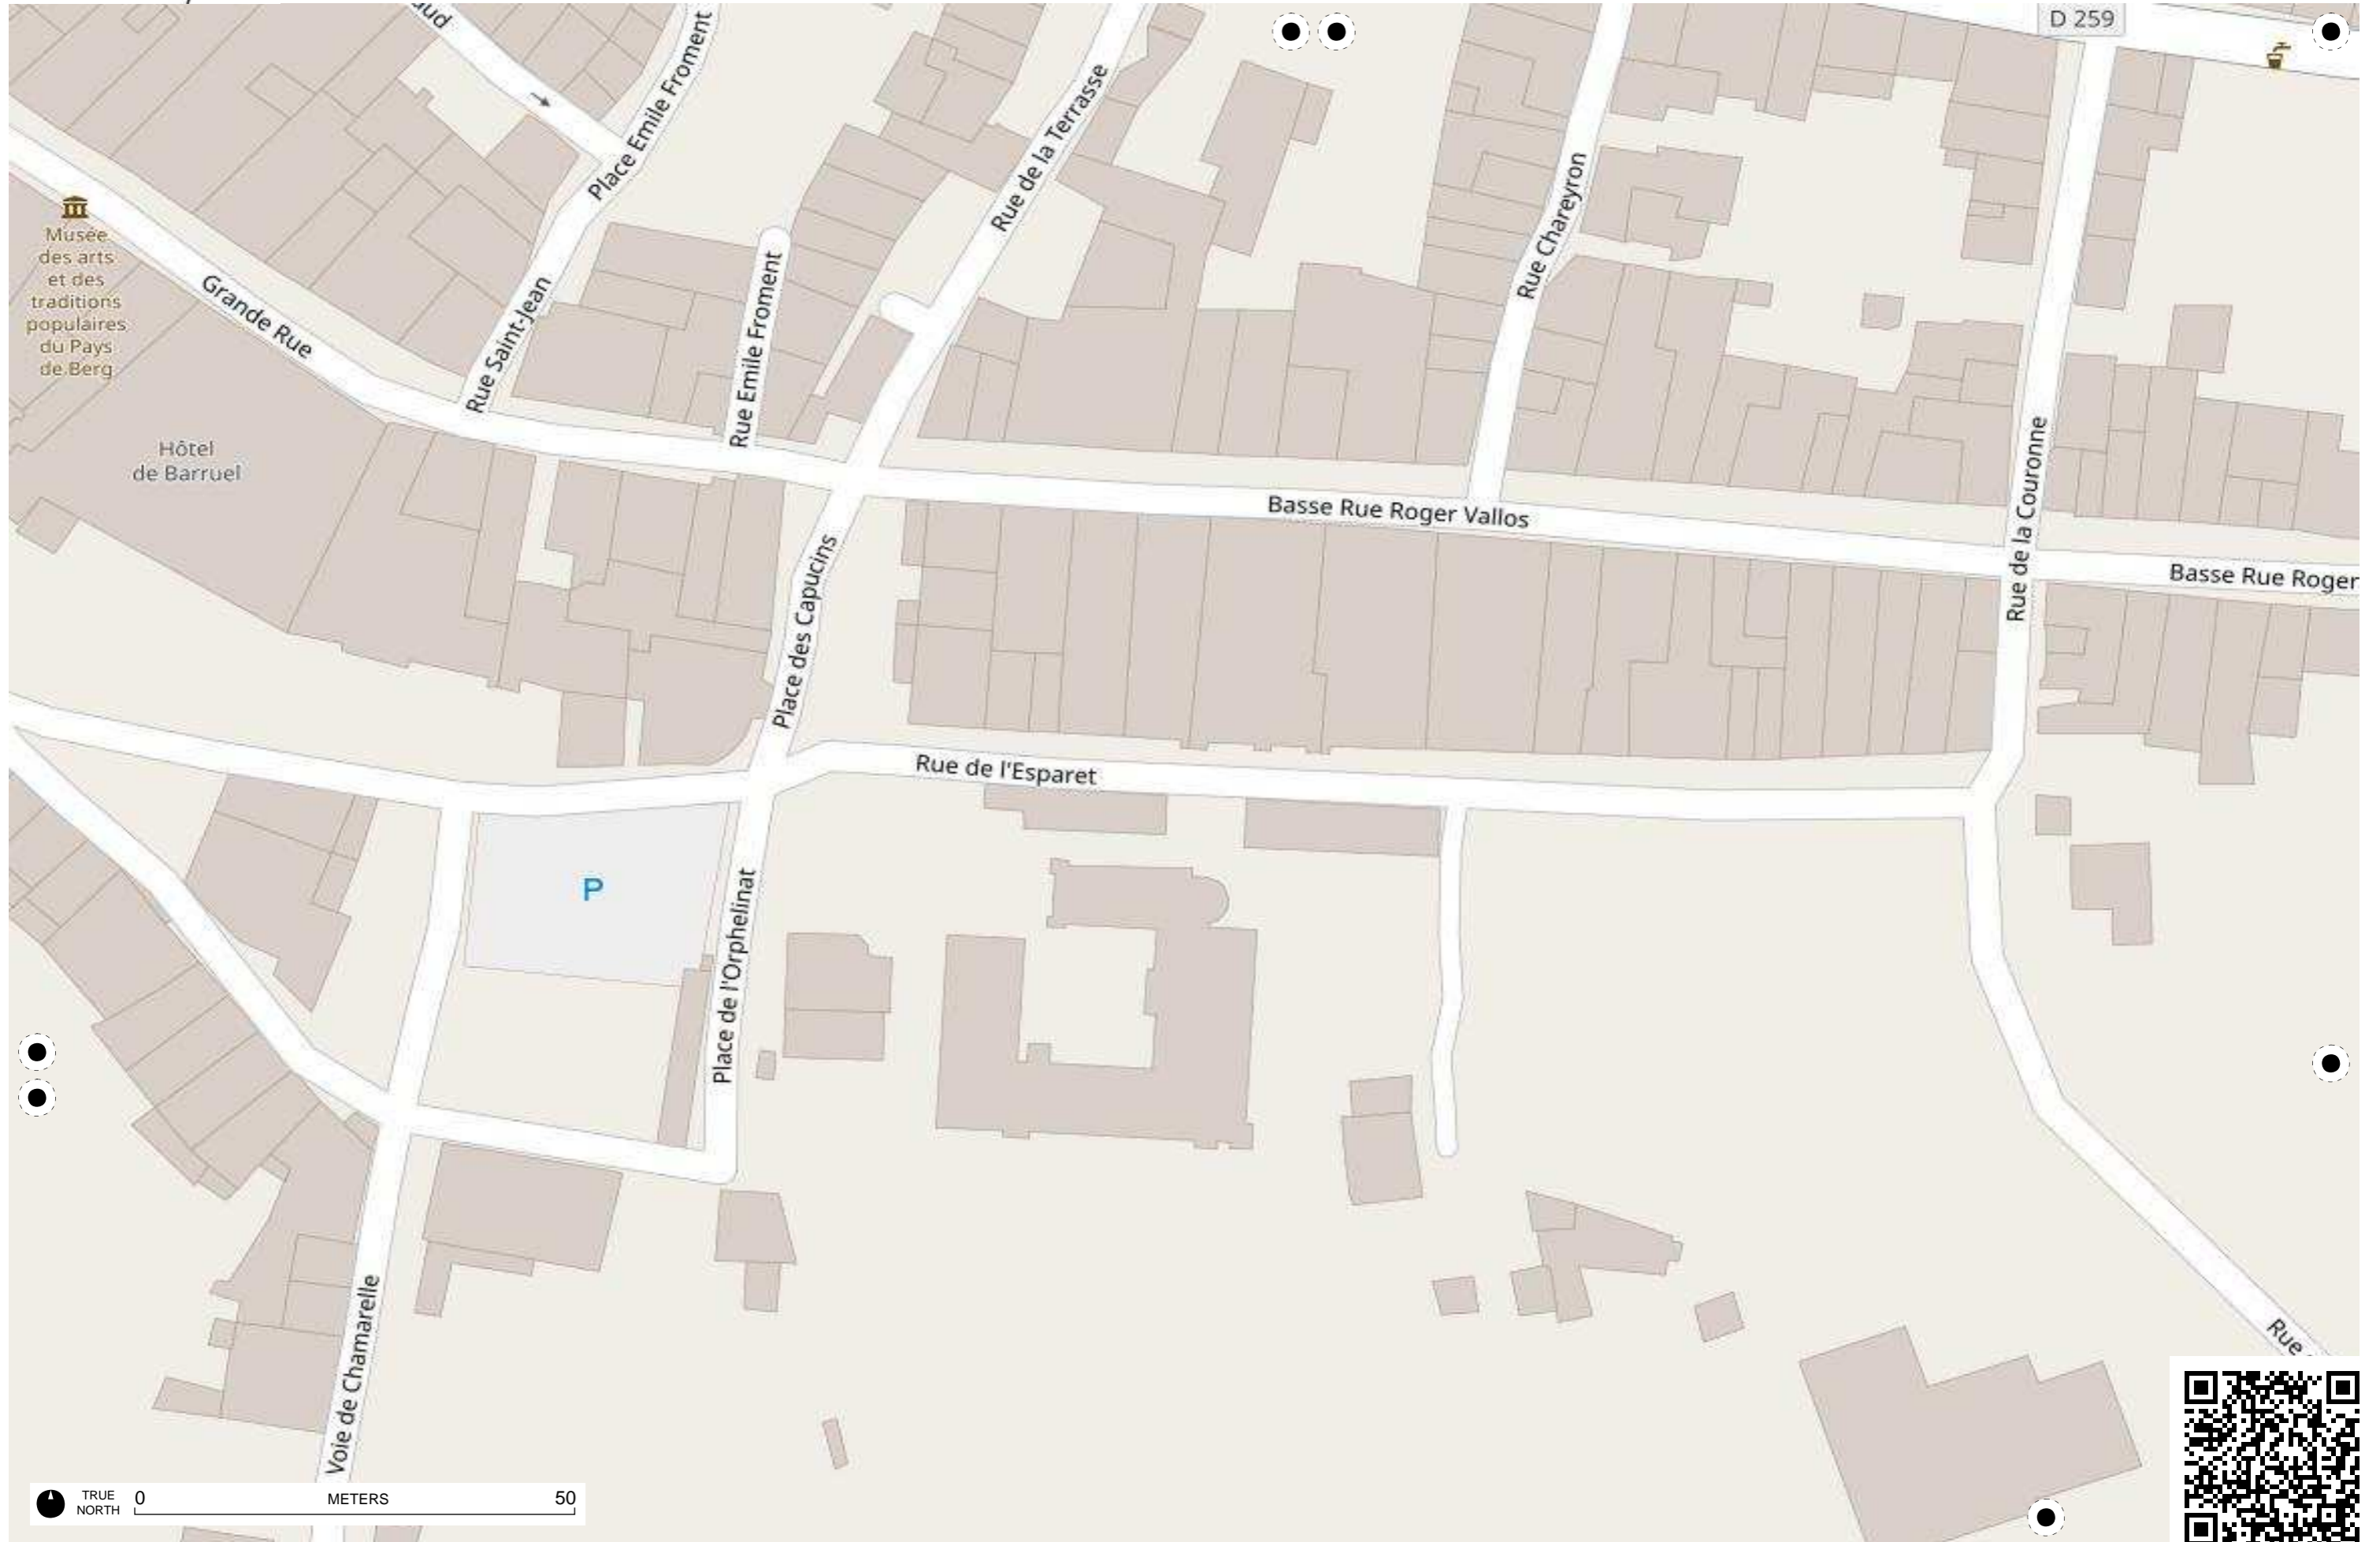 D 259
Place Emile Froment
Rue de la Terrasse
Rue Chareyron
Musée
des arts
et des
traditions
populaires
du Pays
de Berg
Grande Rue
Rue Saint-Jean
Rue Emile Froment
Hôtel
de Barruel
Basse Rue Roger Vallos
Rue de la Couronne
Basse Rue Roger
Place des Capucins
Rue de l'Esparet
P
Place de l'Orphelinat
Voie de Chamarelle
Rue
TRUE
NORTH
0 METERS 50